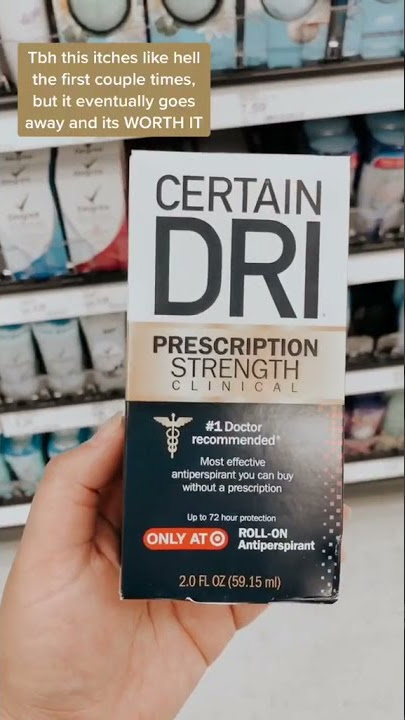 Tbh this itches like hell
the first couple times,
but it eventually goes
away and its WORTH IT
CERTAIN
DRI
PRESCRIPTION
STRENGTH
CLINICAL
#1 Doctor
recommended*
Most effective
antiperspirant you can buy
without a prescription
Up to 72 hour protection
ONLY AT
ROLL-ON
Antiperspirant
2.0 FL OZ (59.15 ml)